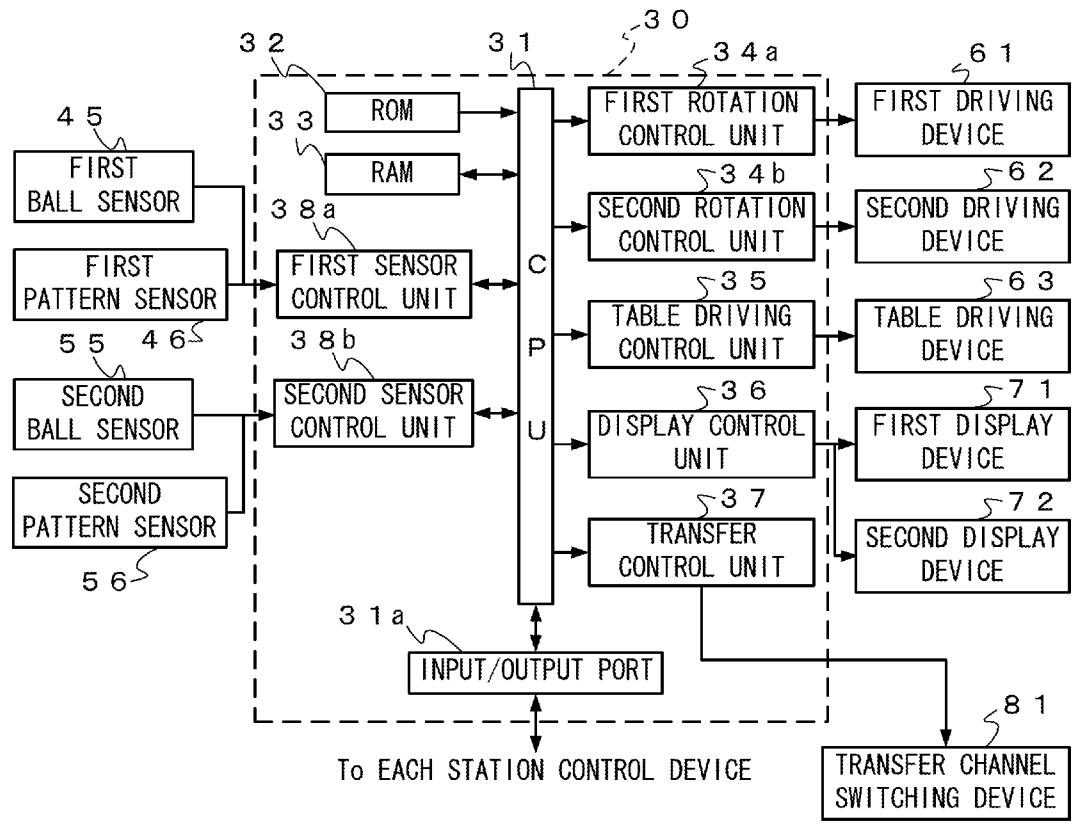 30
32
31
34a
61
ROM
FIRST ROTATION
CONTROL UNIT
FIRST DRIVING
DEVICE
45
33
FIRST
BALL SENSOR
RAM
34b
62
SECOND ROTATION
CONTROL UNIT
SECOND DRIVING
DEVICE
38a
FIRST
PATTERN SENSOR
FIRST SENSOR
CONTROL UNIT
CPU
35
63
46
TABLE DRIVING
CONTROL UNIT
TABLE DRIVING
DEVICE
55
38b
SECOND
BALL SENSOR
SECOND SENSOR
CONTROL UNIT
36
71
DISPLAY CONTROL
UNIT
FIRST DISPLAY
DEVICE
SECOND
PATTERN SENSOR
56
37
72
TRANSFER
CONTROL UNIT
SECOND DISPLAY
DEVICE
31a
INPUT/OUTPUT PORT
81
To EACH STATION CONTROL DEVICE
TRANSFER CHANNEL
SWITCHING DEVICE